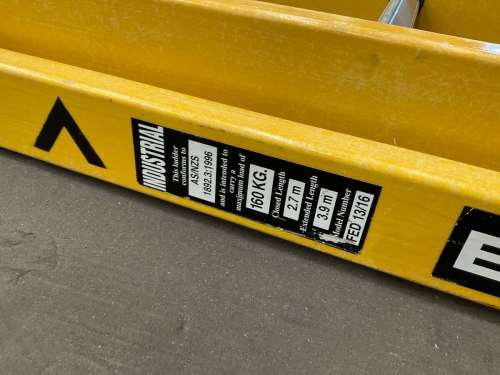 INDUSTRIAL
This ladder
conforms to
AS/NZS
1892.3:1996
and is intended to
carry a
maximum load of
160 KG.
Closed Length
2.7 m
Extended Length
3.9 m
Model Number
FED 13/16
E